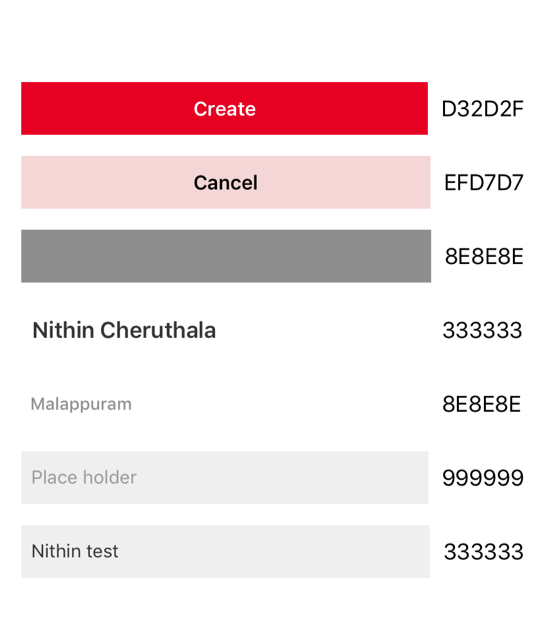 Create D32D2F
Cancel EFD7D7
8E8E8E
Nithin Cheruthala 333333
Malappuram 8E8E8E
Place holder 999999
Nithin test 333333